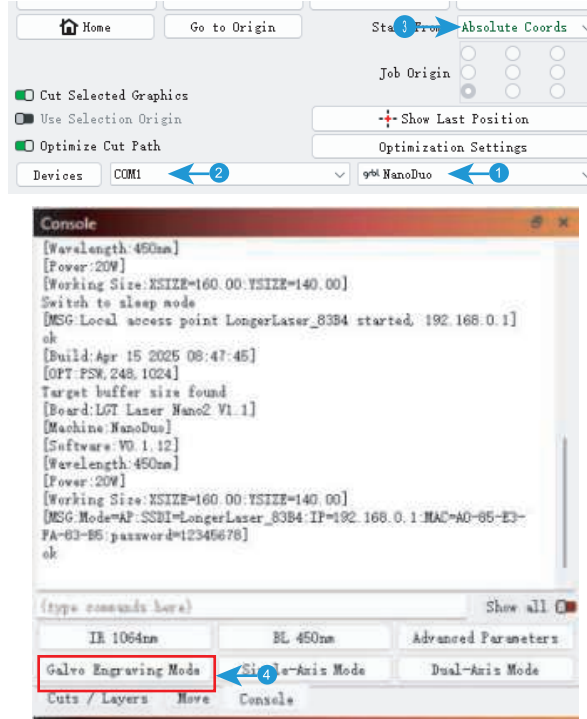 Home
Go to Origin
Start From
3
Absolute Coords
Job Origin
Cut Selected Graphics
Use Selection Origin
Show Last Position
Optimize Cut Path
Optimization Settings
Devices
COM1
2
grbl NanoDuo
1
Console
[Wavelength:450nm]
[Power:20W]
[Working Size:XSIZE=160.00:YSIZE=140.00]
Switch to sleep mode
[MSG:Local access point LongerLaser_83B4 started, 192.168.0.1]
ok
[Build:Apr 15 2025 08:47:45]
[OPT:PSW,248,1024]
Target buffer size found
[Board:LGT Laser Nano2 V1.1]
[Machine:NanoDuo]
[Software:V0.1.12]
[Wavelength:450nm]
[Power:20W]
[Working Size:XSIZE=160.00:YSIZE=140.00]
[MSG:Mode=AP:SSDI=LongerLaser_83B4:IP=192.168.0.1:MAC=A0-85-E3-
FA-83-B5:password=12345678]
ok
(type commands here)
Show all
IR 1064nm
BL 450nm
Advanced Parameters
Galvo Engraving Mode
4
Single-Axis Mode
Dual-Axis Mode
Cuts / Layers
Move
Console